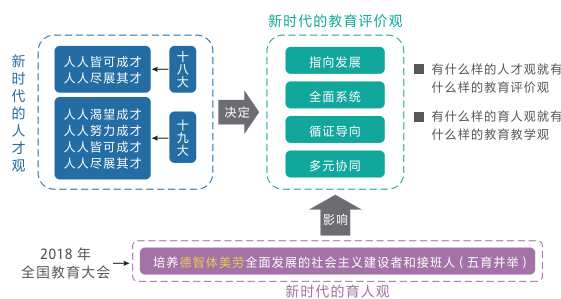 新时代的教育评价观
新时代的人才观
人人皆可成才
人人尽展其才
十八大
人人渴望成才
人人努力成才
人人皆可成才
人人尽展其才
十九大
决定
指向发展
全面系统
循证导向
多元协同
有什么样的人才观就有
什么样的教育评价观
有什么样的育人观就有
什么样的教育教学观
影响
2018 年
全国教育大会
培养德智体美劳全面发展的社会主义建设者和接班人（五育并举）
新时代的育人观